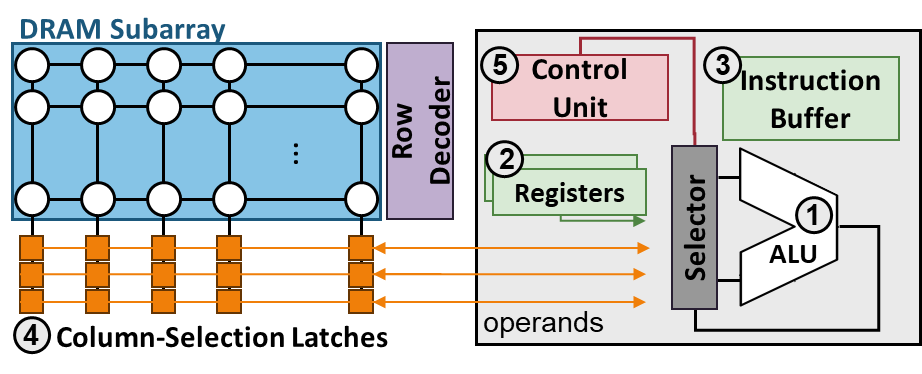 DRAM Subarray
Row
Decoder
...
4 Column-Selection Latches
5 Control
Unit
3 Instruction
Buffer
2
Registers
Selector
1
ALU
operands